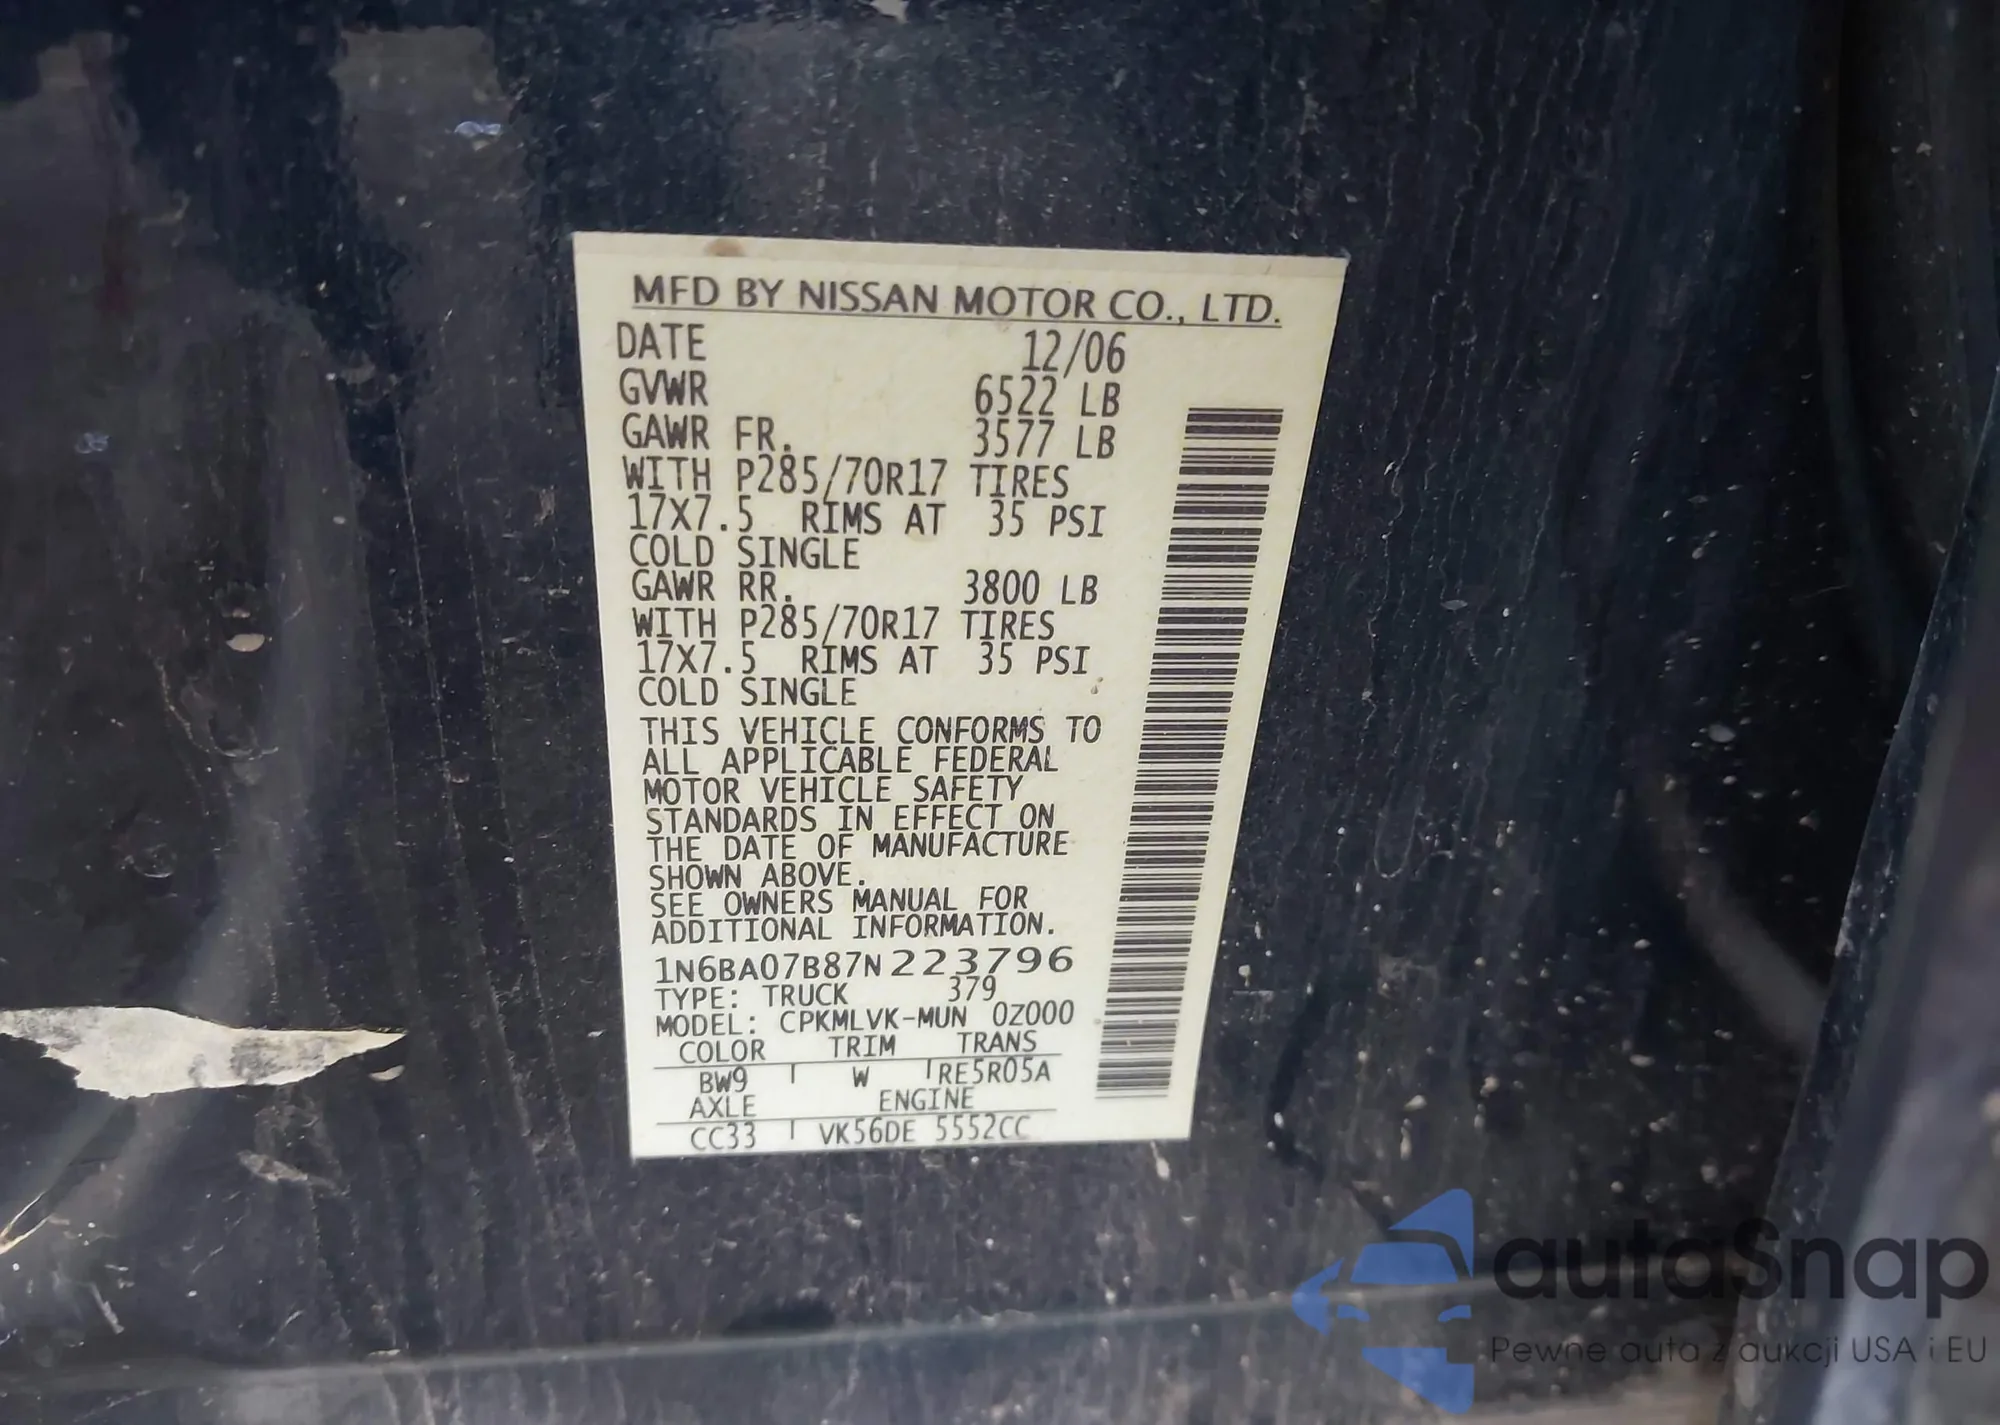 MFD BY NISSAN MOTOR CO., LTD.
DATE 12/06
GVWR 6522 LB
GAWR FR. 3577 LB
WITH P285/70R17 TIRES
17X7.5 RIMS AT 35 PSI
COLD SINGLE
GAWR RR. 3800 LB
WITH P285/70R17 TIRES
17X7.5 RIMS AT 35 PSI
COLD SINGLE
THIS VEHICLE CONFORMS TO
ALL APPLICABLE FEDERAL
MOTOR VEHICLE SAFETY
STANDARDS IN EFFECT ON
THE DATE OF MANUFACTURE
SHOWN ABOVE.
SEE OWNERS MANUAL FOR
ADDITIONAL INFORMATION.
1N6BA07B87N223796
TYPE: TRUCK 379
MODEL: CPKMLVK-MUN 0Z000
COLOR TRIM TRANS
BW9 W RE5R05A
AXLE ENGINE
CC33 VK56DE 5552CC
autaSnap
Pewne auta z aukcji USA i EU